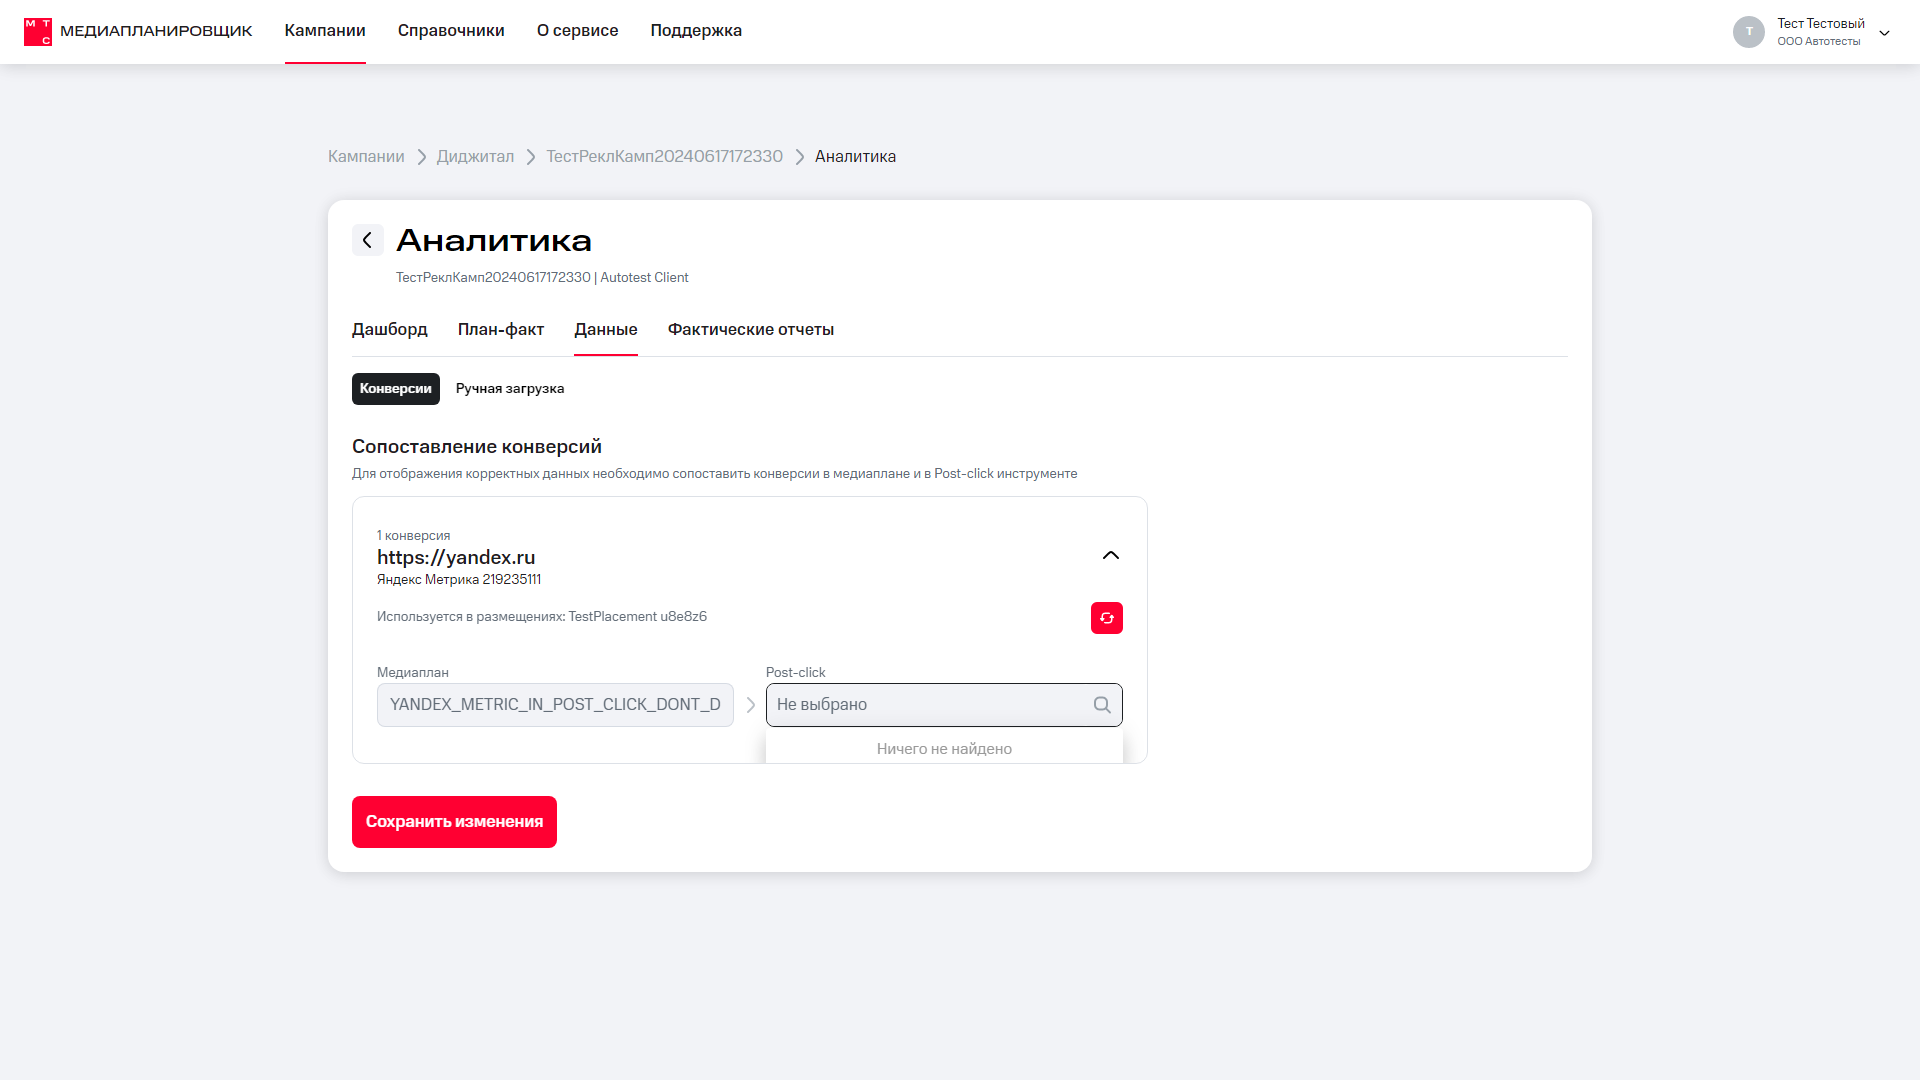 МТС МЕДИАПЛАНИРОВЩИК Кампании Справочники О сервисе Поддержка
Т Тест Тестовый
ООО Автотесты
Кампании Диджитал ТестРеклКамп20240617172330 Аналитика
Аналитика
ТестРеклКамп20240617172330 | Autotest Client
Дашборд План-факт Данные Фактические отчеты
Конверсии Ручная загрузка
Сопоставление конверсий
Для отображения корректных данных необходимо сопоставить конверсии в медиаплане и в Post-click инструменте
1 конверсия
https://yandex.ru
Яндекс Метрика 219235111
Используется в размещениях: TestPlacement u8e8z6
Медиаплан Post-click
YANDEX_METRIC_IN_POST_CLICK_DONT_D Не выбрано
Ничего не найдено
Сохранить изменения